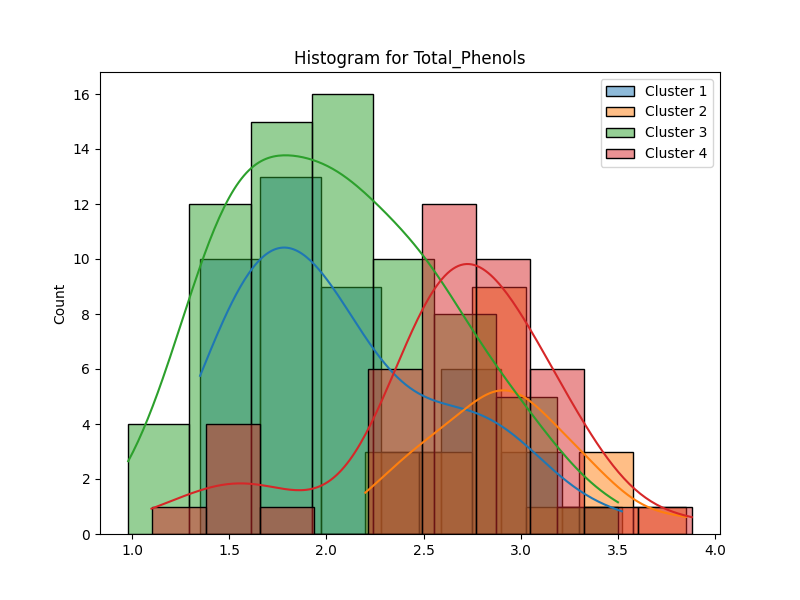 Histogram for Total_Phenols
Cluster 1
Cluster 2
Cluster 3
Cluster 4
Count
16
14
12
10
8
6
4
2
0
1.0 1.5 2.0 2.5 3.0 3.5 4.0